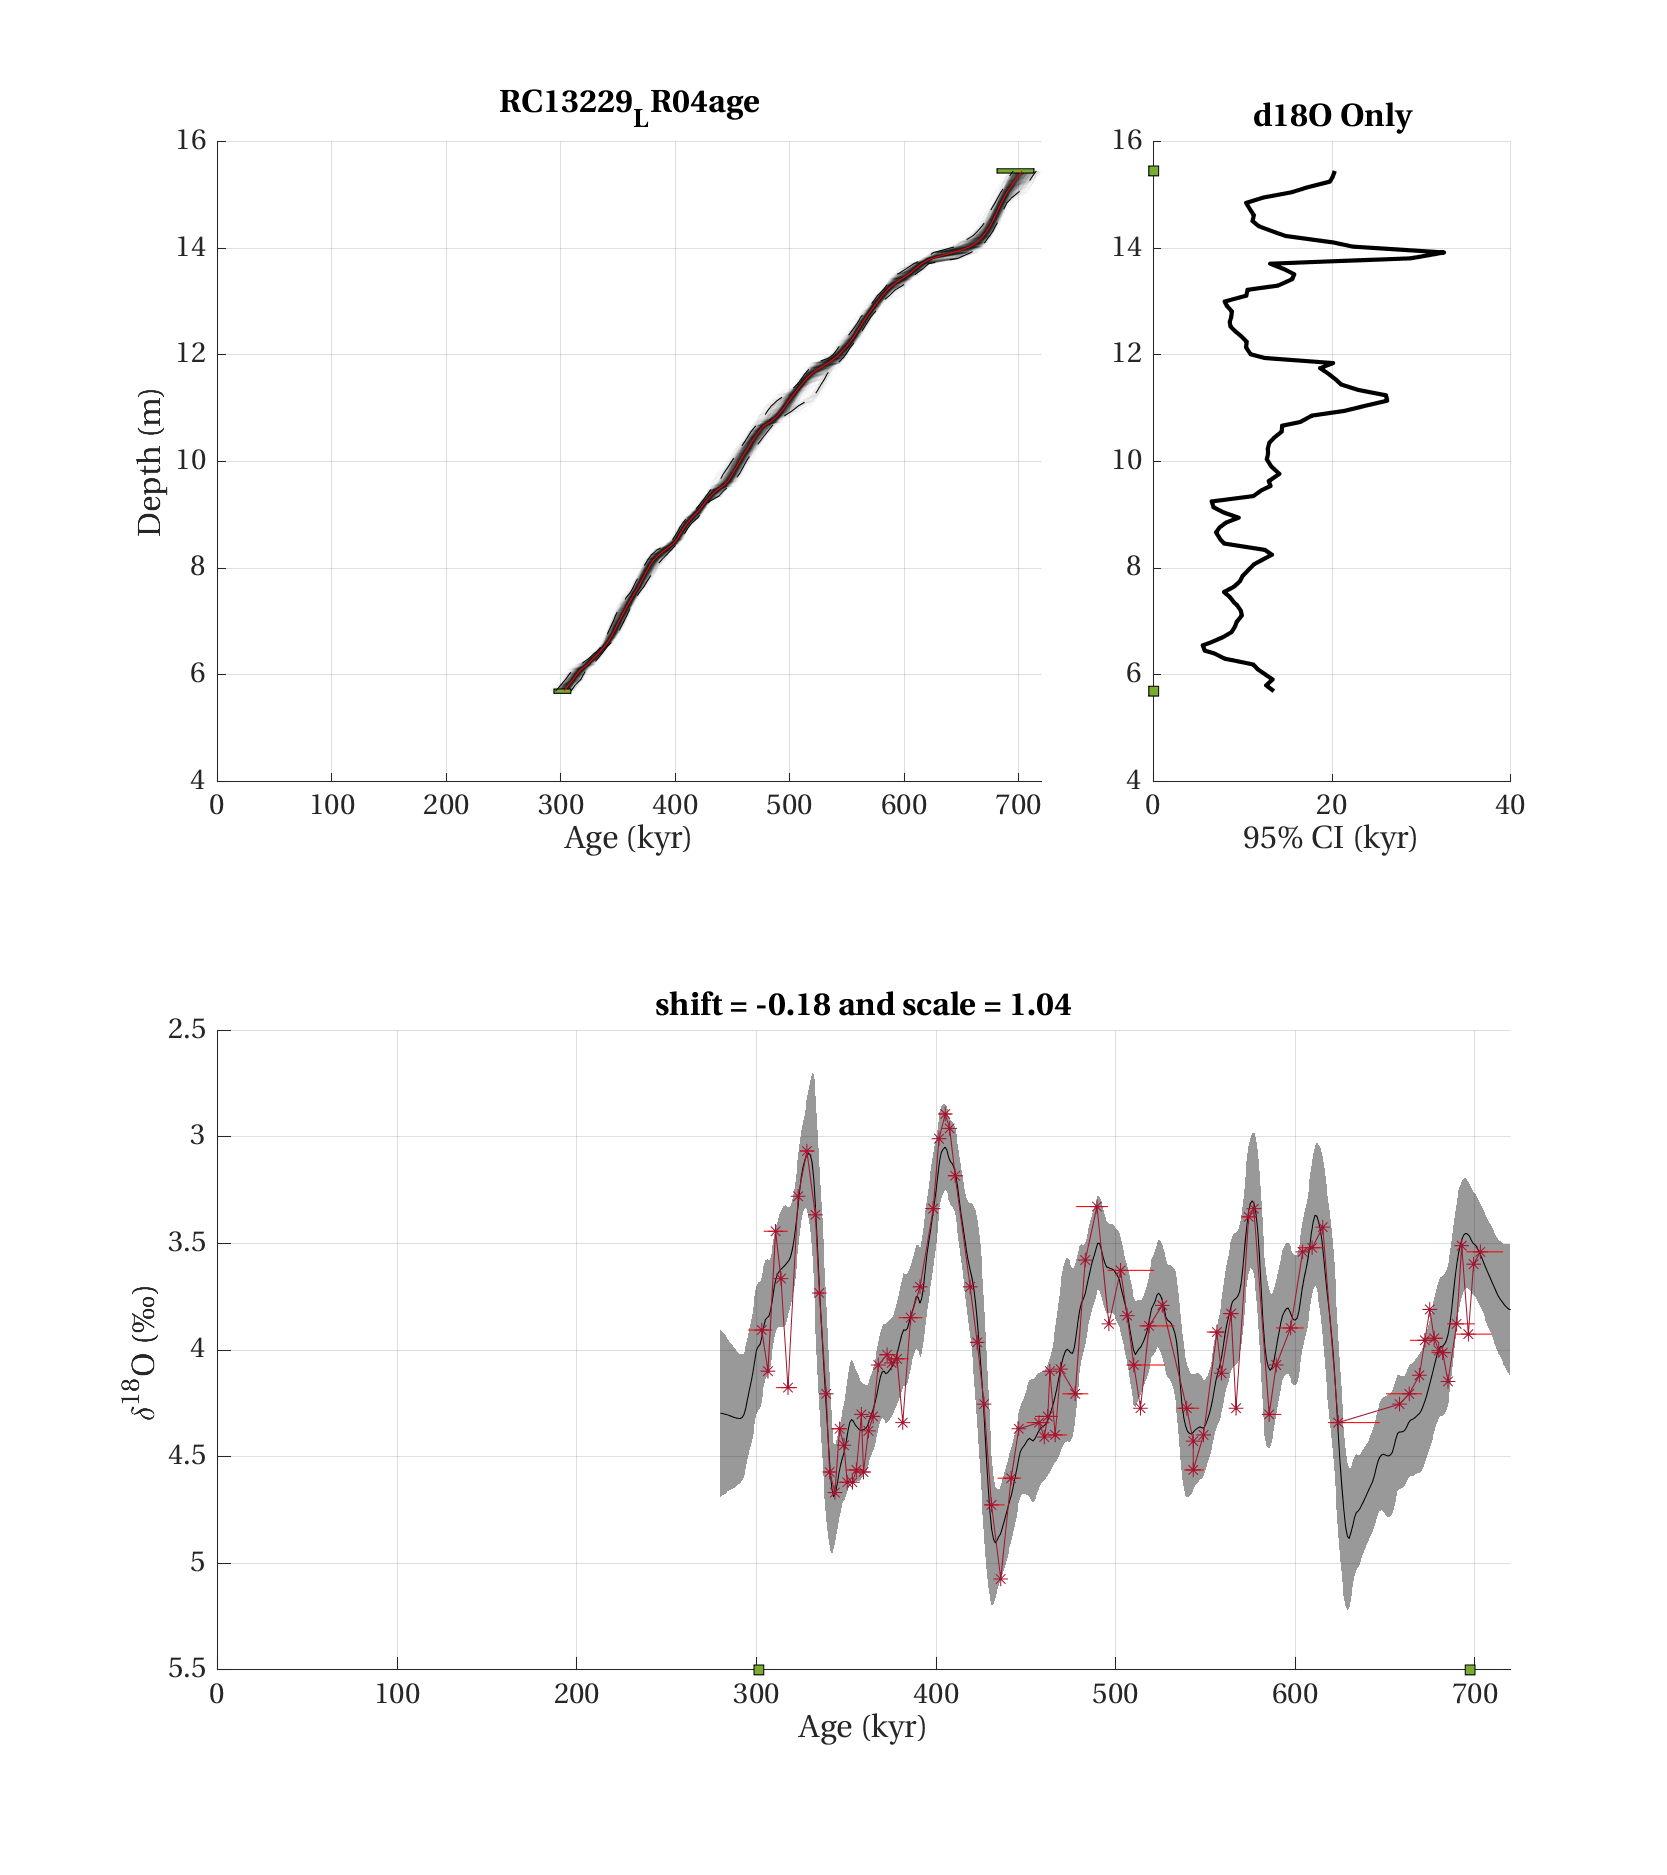 RC13229_LR04age
d18O Only
16
14
12
10
8
6
4
Depth (m)
0 100 200 300 400 500 600 700
Age (kyr)
16
14
12
10
8
6
4
0 20 40
95% CI (kyr)
shift = -0.18 and scale = 1.04
2.5
3
3.5
4
4.5
5
5.5
δ18O (‰)
0 100 200 300 400 500 600 700
Age (kyr)